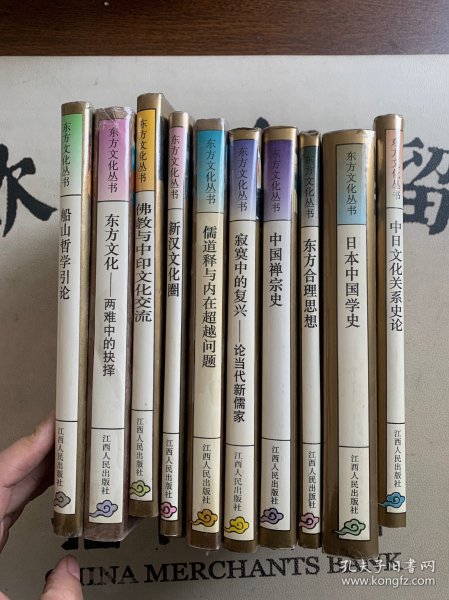 东方文化丛书
船山哲学引论
东方文化丛书
东方文化——两难中的抉择
江西人民出版社
东方文化丛书
佛教与中印文化交流
江西人民出版社
东方文化丛书
新汉文化圈
江西人民出版社
东方文化丛书
儒道释与内在超越问题
江西人民出版社
东方文化丛书
寂寞中的复兴——论当代新儒家
江西人民出版社
东方文化丛书
中国禅宗史
江西人民出版社
东方文化丛书
东方合理思想
江西人民出版社
东方文化丛书
日本中国学史
江西人民出版社
东方文化丛书
中日文化关系史论
江西人民出版社
留
CHINA MERCHANTS BANK
孔夫子旧书网
kongfz.com